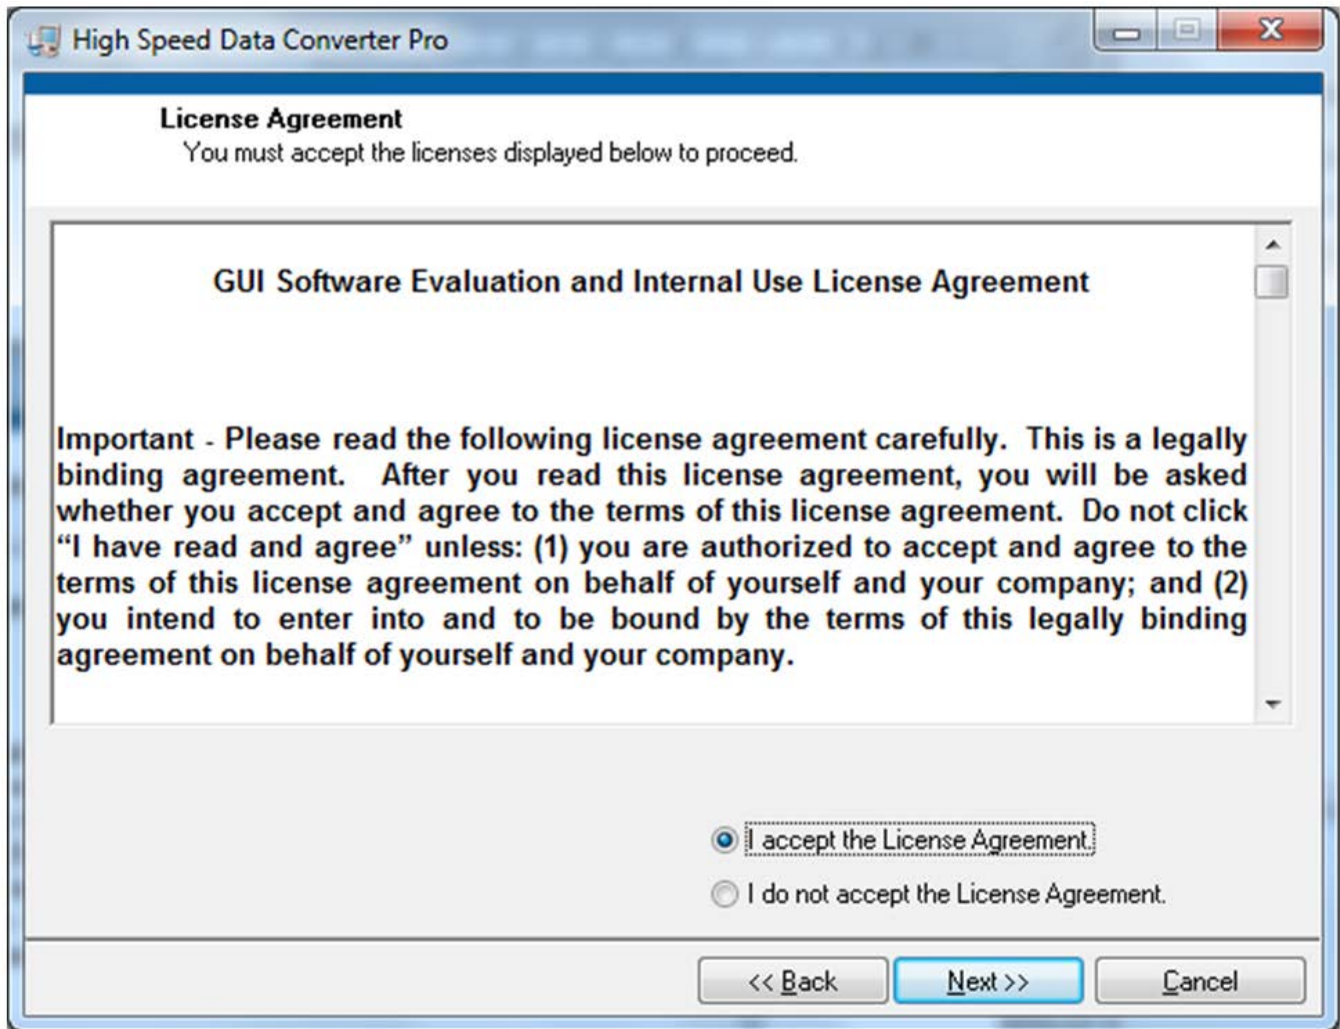 High Speed Data Converter Pro
License Agreement
You must accept the licenses displayed below to proceed.
GUI Software Evaluation and Internal Use License Agreement
Important - Please read the following license agreement carefully.  This is a legally
binding agreement.  After you read this license agreement, you will be asked
whether you accept and agree to the terms of this license agreement.  Do not click
“I have read and agree” unless: (1) you are authorized to accept and agree to the
terms of this license agreement on behalf of yourself and your company; and (2)
you intend to enter into and to be bound by the terms of this legally binding
agreement on behalf of yourself and your company.
I accept the License Agreement.
I do not accept the License Agreement.
<< Back Next >> Cancel